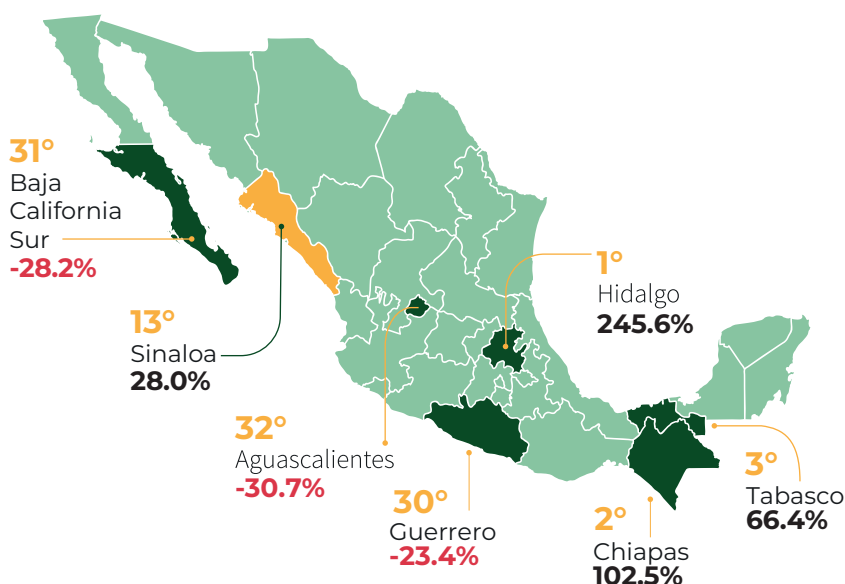 31°
Baja
California
Sur
-28.2%
13°
Sinaloa
28.0%
1°
Hidalgo
245.6%
32°
Aguascalientes
-30.7%
30°
Guerrero
-23.4%
2°
Chiapas
102.5%
3°
Tabasco
66.4%